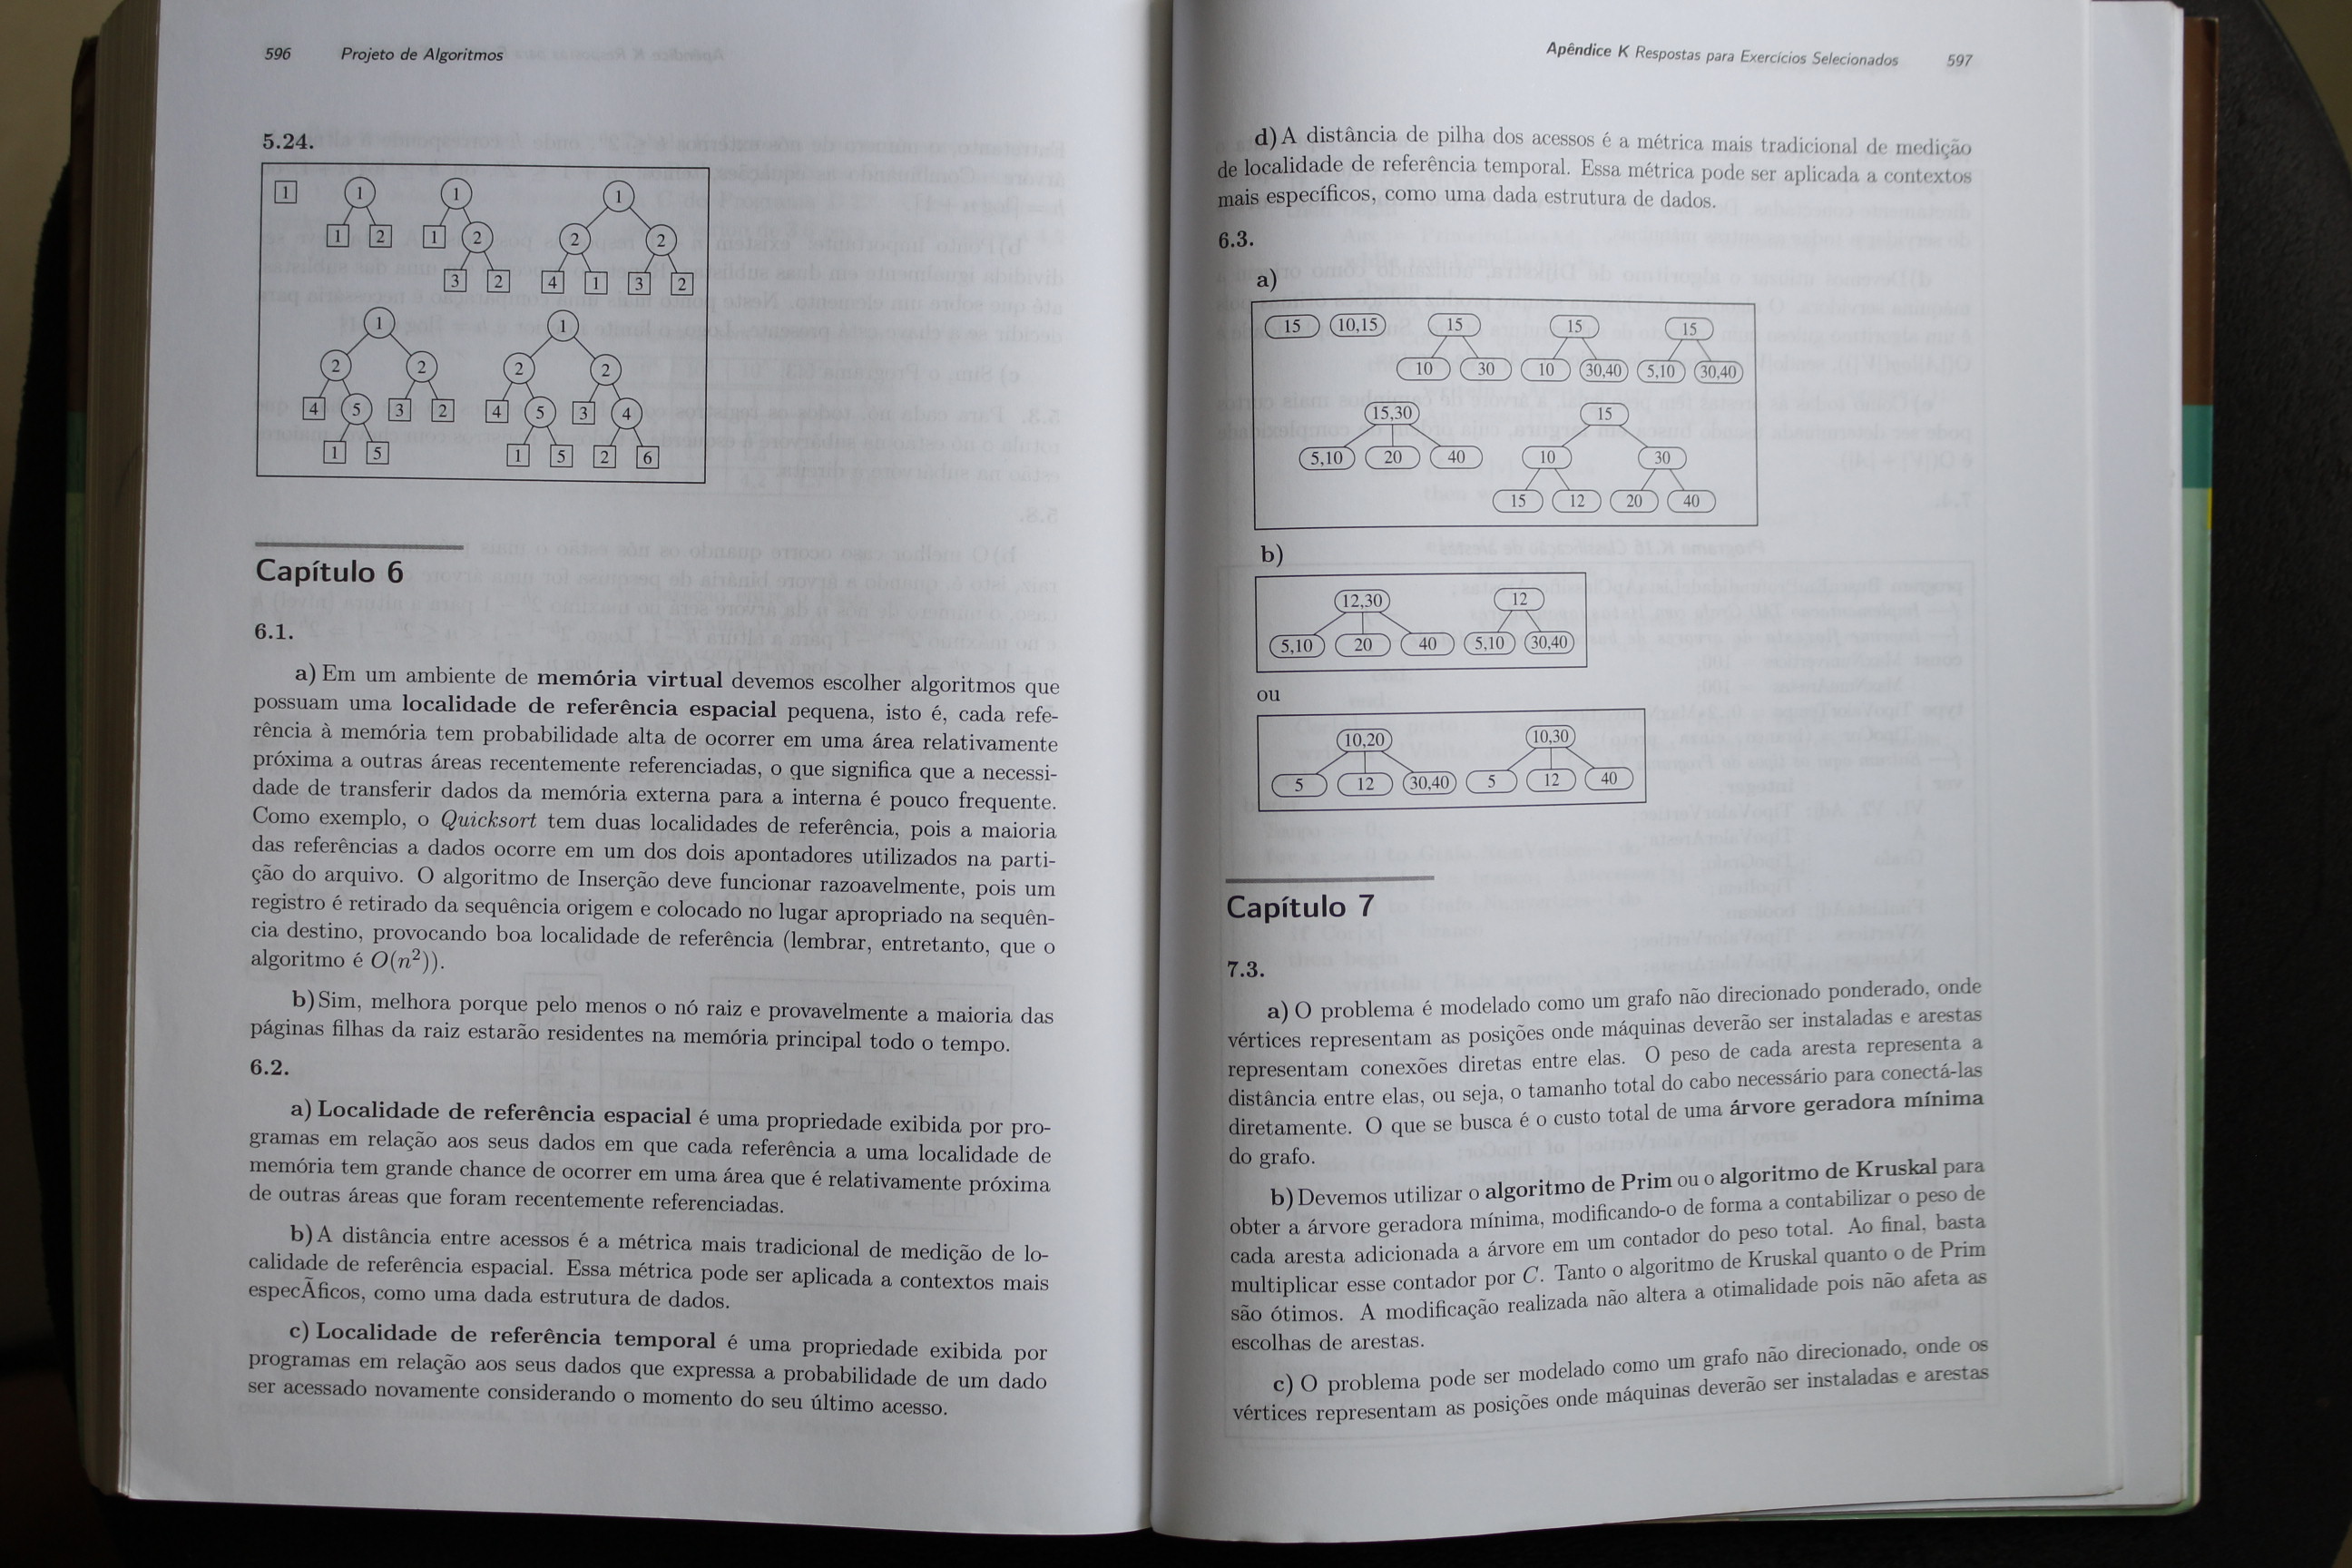 596 Projeto de Algoritmos
5.24.
1 1 1 1
1 2 1 2 2 2
3 2 4 1 3 2
1 1
2 2 2 2
4 5 3 2 4 5 3 4
1 5 1 5 2 6
Capítulo 6
6.1.
a) Em um ambiente de memória virtual devemos escolher algoritmos que
possuam uma localidade de referência espacial pequena, isto é, cada refe-
rência à memória tem probabilidade alta de ocorrer em uma área relativamente
próxima a outras áreas recentemente referenciadas, o que significa que a necessi-
dade de transferir dados da memória externa para a interna é pouco frequente.
Como exemplo, o Quicksort tem duas localidades de referência, pois a maioria
das referências a dados ocorre em um dos dois apontadores utilizados na parti-
ção do arquivo. O algoritmo de Inserção deve funcionar razoavelmente, pois um
registro é retirado da sequência origem e colocado no lugar apropriado na sequên-
cia destino, provocando boa localidade de referência (lembrar, entretanto, que o
algoritmo é O(n²)).
b) Sim, melhora porque pelo menos o nó raiz e provavelmente a maioria das
páginas filhas da raiz estarão residentes na memória principal todo o tempo.
6.2.
a) Localidade de referência espacial é uma propriedade exibida por pro-
gramas em relação aos seus dados em que cada referência a uma localidade de
memória tem grande chance de ocorrer em uma área que é relativamente próxima
de outras áreas que foram recentemente referenciadas.
b) A distância entre acessos é a métrica mais tradicional de medição de lo-
calidade de referência espacial. Essa métrica pode ser aplicada a contextos mais
especÃficos, como uma dada estrutura de dados.
c) Localidade de referência temporal é uma propriedade exibida por
programas em relação aos seus dados que expressa a probabilidade de um dado
ser acessado novamente considerando o momento do seu último acesso.
Apêndice K Respostas para Exercícios Selecionados 597
d) A distância de pilha dos acessos é a métrica mais tradicional de medição
de localidade de referência temporal. Essa métrica pode ser aplicada a contextos
mais específicos, como uma dada estrutura de dados.
6.3.
a)
15 10,15 15 15 15
10 30 10 30,40 5,10 30,40
15,30 15
5,10 20 40 10 30
15 12 20 40
b)
12,30 12
5,10 20 40 5,10 30,40
ou
10,20 10,30
5 12 30,40 5 12 40
Capítulo 7
7.3.
a) O problema é modelado como um grafo não direcionado ponderado, onde
vértices representam as posições onde máquinas deverão ser instaladas e arestas
representam conexões diretas entre elas. O peso de cada aresta representa a
distância entre elas, ou seja, o tamanho total do cabo necessário para conectá-las
diretamente. O que se busca é o custo total de uma árvore geradora mínima
do grafo.
b) Devemos utilizar o algoritmo de Prim ou o algoritmo de Kruskal para
obter a árvore geradora mínima, modificando-o de forma a contabilizar o peso de
cada aresta adicionada a árvore em um contador do peso total. Ao final, basta
multiplicar esse contador por C. Tanto o algoritmo de Kruskal quanto o de Prim
são ótimos. A modificação realizada não altera a otimalidade pois não afeta as
escolhas de arestas.
c) O problema pode ser modelado como um grafo não direcionado, onde os
vértices representam as posições onde máquinas deverão ser instaladas e arestas